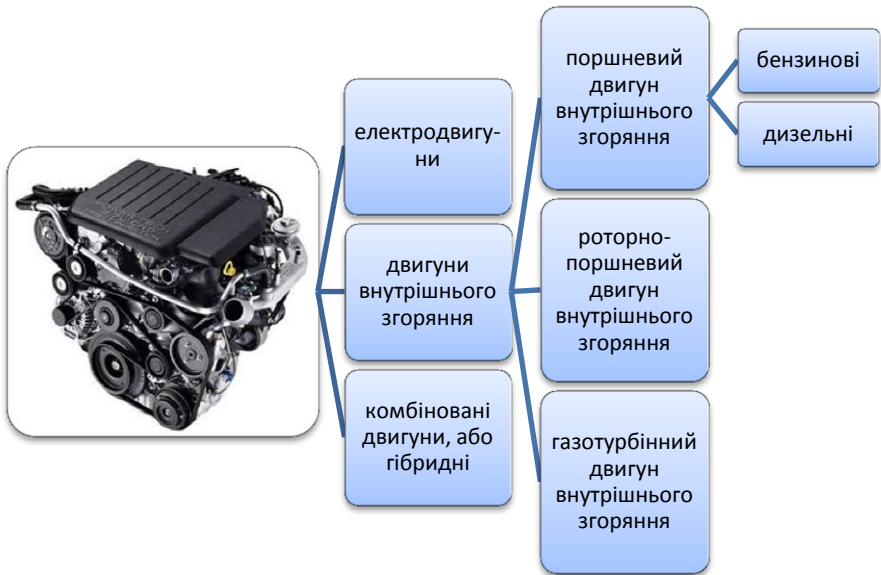 електродвигу-
ни
двигуни
внутрішнього
згоряння
комбіновані
двигуни, або
гібридні
поршневий
двигун
внутрішнього
згоряння
роторно-
поршневий
двигун
внутрішнього
згоряння
газотурбінний
двигун
внутрішнього
згоряння
бензинові
дизельні